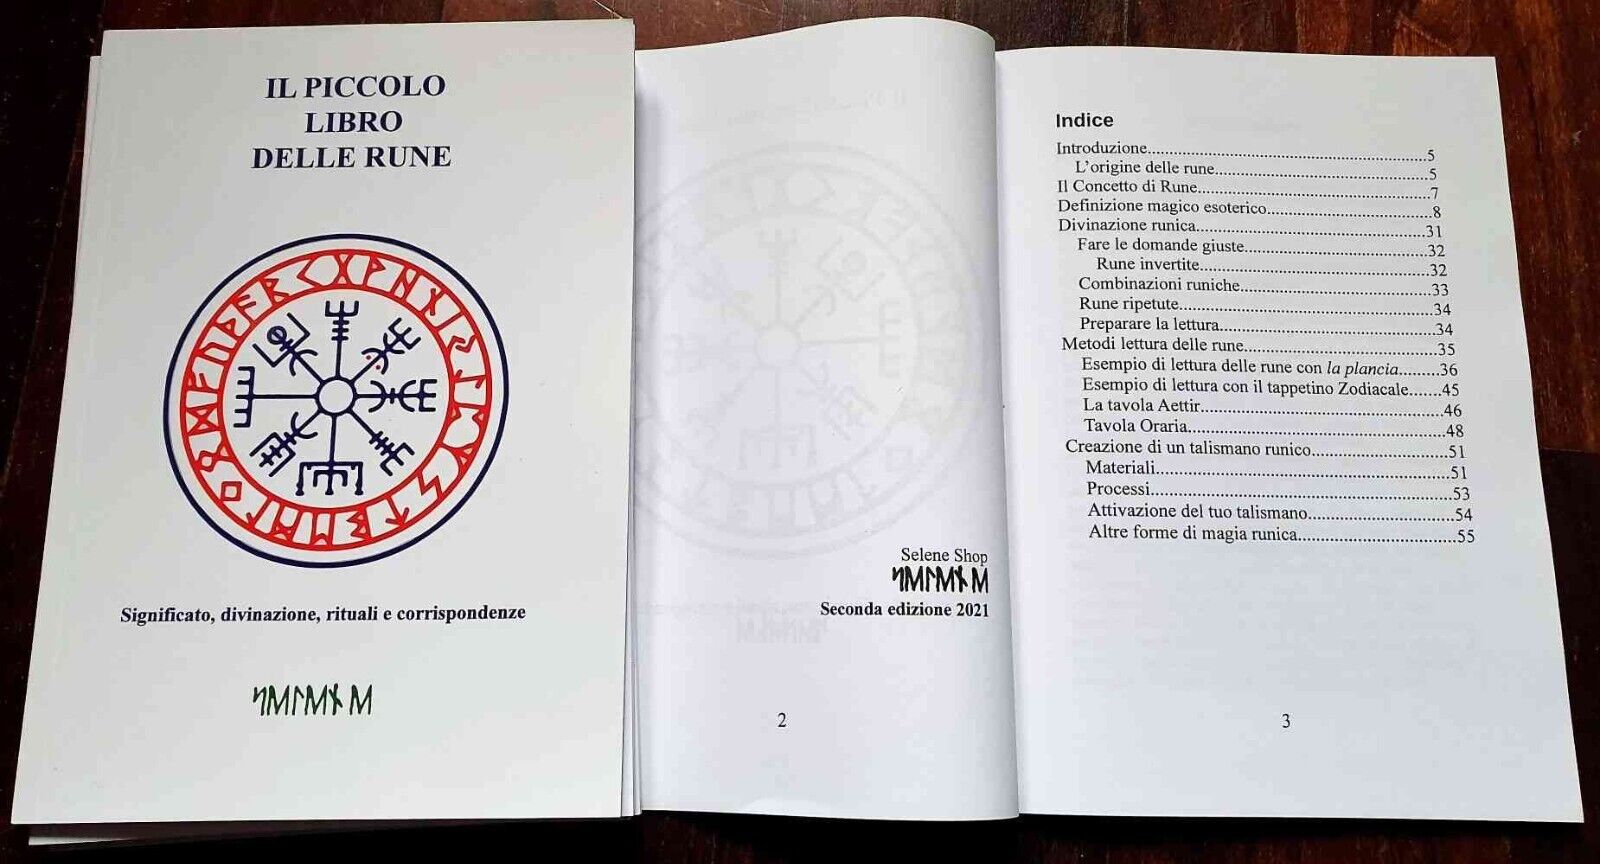 IL PICCOLO
LIBRO
DELLE RUNE
Significato, divinazione, rituali e corrispondenze
ᛋᛖᛚᛖᚾᛖ
Selene Shop
ᛋᛖᛚᛖᚾᛖ
Seconda edizione 2021
2
Indice
Introduzione..........5
L'origine delle rune..........5
Il Concetto di Rune..........7
Definizione magico esoterico..........8
Divinazione runica..........31
Fare le domande giuste..........32
Rune invertite..........32
Combinazioni runiche..........33
Rune ripetute..........34
Preparare la lettura..........34
Metodi lettura delle rune..........35
Esempio di lettura delle rune con la plancia.........36
Esempio di lettura con il tappetino Zodiacale.......45
La tavola Aettir..........46
Tavola Oraria..........48
Creazione di un talismano runico..........51
Materiali..........51
Processi..........53
Attivazione del tuo talismano..........54
Altre forme di magia runica..........55
3